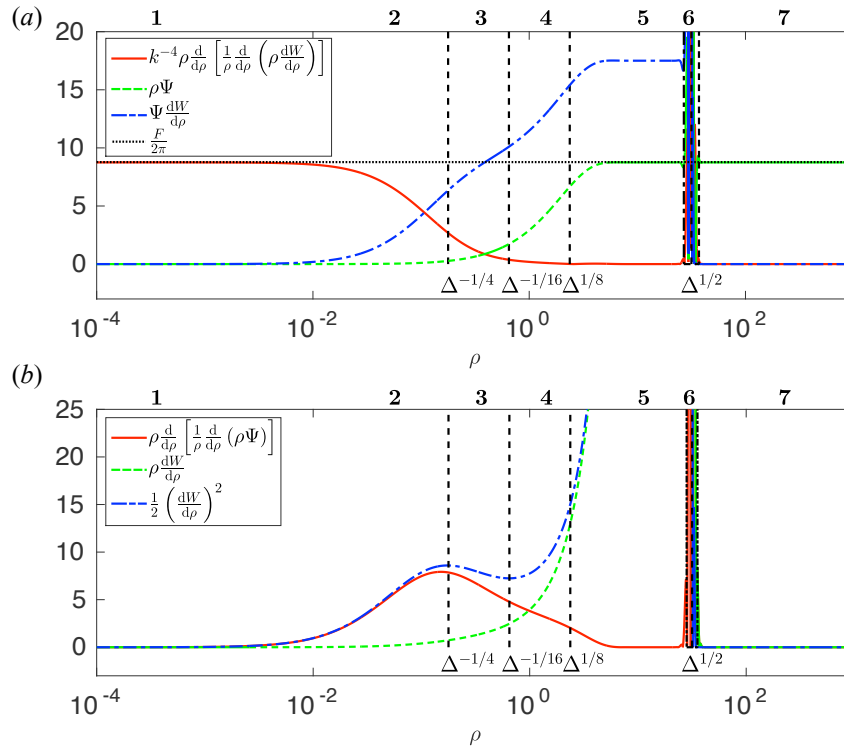 (a)
1 2 3 4 5 6 7
20
15
10
5
0
k^{-4}ρ d/dρ [1/ρ d/dρ (ρ dW/dρ)]
ρΨ
Ψ dW/dρ
F/2π
Δ^{-1/4} Δ^{-1/16} Δ^{1/8} Δ^{1/2}
10^{-4} 10^{-2} 10^{0} 10^{2}
ρ
(b)
1 2 3 4 5 6 7
25
20
15
10
5
0
ρ d/dρ [1/ρ d/dρ (ρΨ)]
ρ dW/dρ
1/2 (dW/dρ)^2
Δ^{-1/4} Δ^{-1/16} Δ^{1/8} Δ^{1/2}
10^{-4} 10^{-2} 10^{0} 10^{2}
ρ